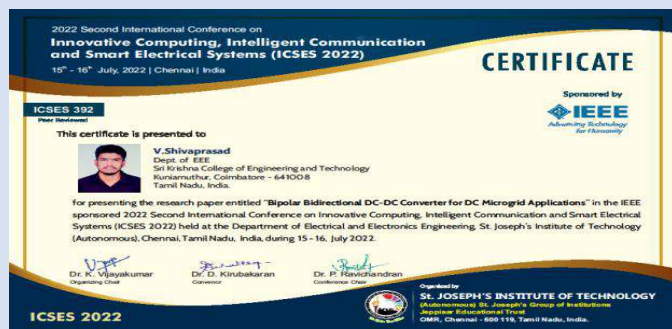 2022 Second International Conference on
Innovative Computing, Intelligent Communication
and Smart Electrical Systems (ICSES 2022)
15th - 16th July, 2022 | Chennai | India
CERTIFICATE
Sponsored by
IEEE
Advancing Technology
for Humanity
ICSES 392
Peer Reviewed
This certificate is presented to
V.Shivaprasad
Dept. of EEE
Sri Krishna College of Engineering and Technology
Kuniamuthur, Coimbatore - 641008
Tamil Nadu, India.
for presenting the research paper entitled "Bipolar Bidirectional DC-DC Converter for DC Microgrid Applications" in the IEEE
sponsored 2022 Second International Conference on Innovative Computing, Intelligent Communication and Smart Electrical
Systems (ICSES 2022) held at the Department of Electrical and Electronics Engineering, St. Joseph's Institute of Technology
(Autonomous), Chennai, Tamil Nadu, India, during 15 - 16, July 2022.
Dr. K. Vijayakumar
Organizing Chair
Dr. D. Kirubakaran
Convenor
Dr. P. Ravichandran
Conference Chair
ICSES 2022
Organized by
St. JOSEPH'S INSTITUTE OF TECHNOLOGY
(Autonomous) St. Joseph's Group of Institutions
Jeppiaar Educational Trust
OMR, Chennai - 600 119, Tamil Nadu, India.